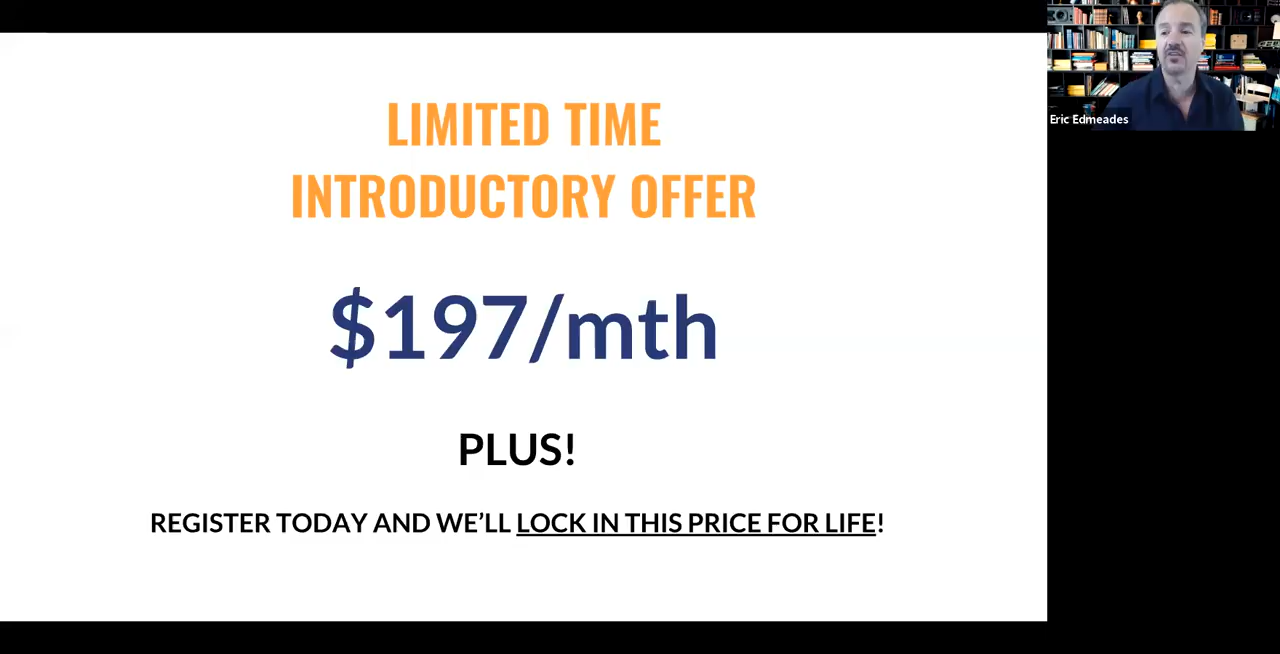 LIMITED TIME
INTRODUCTORY OFFER
$197/mth
PLUS!
REGISTER TODAY AND WE’LL LOCK IN THIS PRICE FOR LIFE!
Eric Edmeades